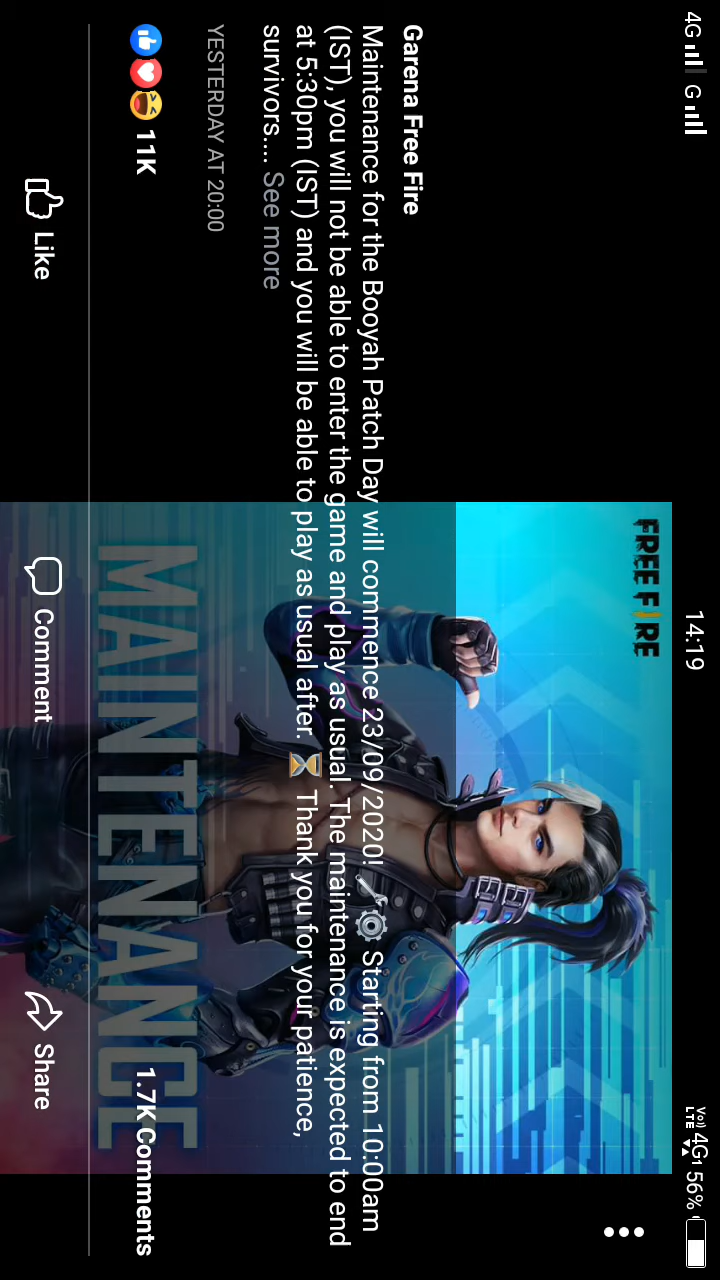 4G G 14:19 VoLTE 4G1 56%
FREE FIRE
MAINTENANCE
Garena Free Fire
Maintenance for the Booyah Patch Day will commence 23/09/2020! 🔧⚙️ Starting from 10:00am
(IST), you will not be able to enter the game and play as usual. The maintenance is expected to end
at 5:30pm (IST) and you will be able to play as usual after. ⏳ Thank you for your patience,
survivors.... See more
YESTERDAY AT 20:00
11K 1.7K Comments
Like Comment Share